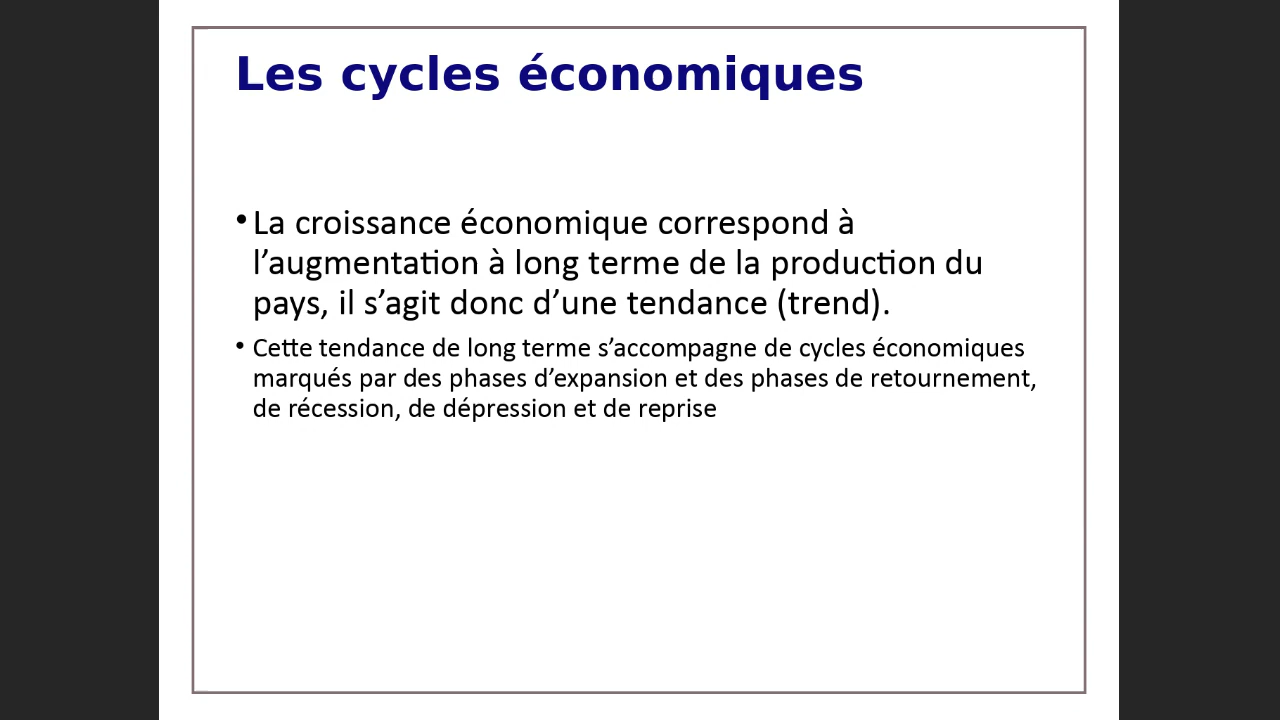 Les cycles économiques
• La croissance économique correspond à
l’augmentation à long terme de la production du
pays, il s’agit donc d’une tendance (trend).
• Cette tendance de long terme s’accompagne de cycles économiques
marqués par des phases d’expansion et des phases de retournement,
de récession, de dépression et de reprise